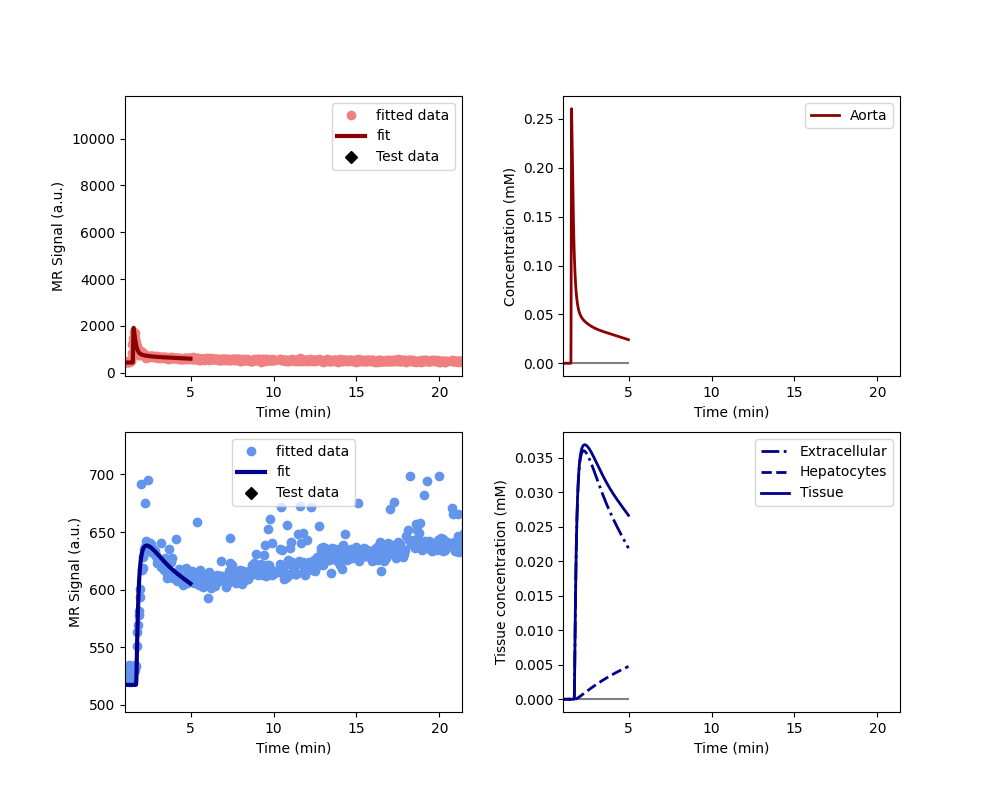 MR Signal (a.u.)
10000
8000
6000
4000
2000
0
5
10
15
20
Time (min)
fitted data
fit
Test data
Concentration (mM)
0.25
0.20
0.15
0.10
0.05
0.00
5
10
15
20
Time (min)
Aorta
MR Signal (a.u.)
700
650
600
550
500
5
10
15
20
Time (min)
fitted data
fit
Test data
Tissue concentration (mM)
0.035
0.030
0.025
0.020
0.015
0.010
0.005
0.000
5
10
15
20
Time (min)
Extracellular
Hepatocytes
Tissue